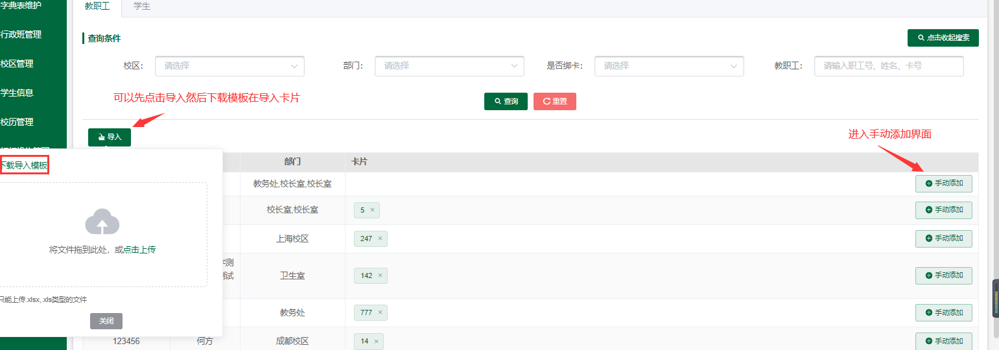 字典表维护
教职工
学生
行政班管理
查询条件
点击收起搜索
校区管理
校区： 请选择
部门： 请选择
是否绑卡： 请选择
教职工： 请输入职工号、姓名、卡号
学生信息
可以先点击导入然后下载模板在导入卡片
查询
重置
校历管理
导入
进入手动添加界面
下载导入模板
部门
卡片
教务处,校长室,校长室
手动添加
校长室,校长室
5 ×
手动添加
上海校区
247 ×
手动添加
将文件拖到此处，或点击上传
测试
卫生室
142 ×
手动添加
只能上传.xlsx,.xls类型的文件
教务处
777 ×
手动添加
关闭
123456
何方
成都校区
14 ×
手动添加